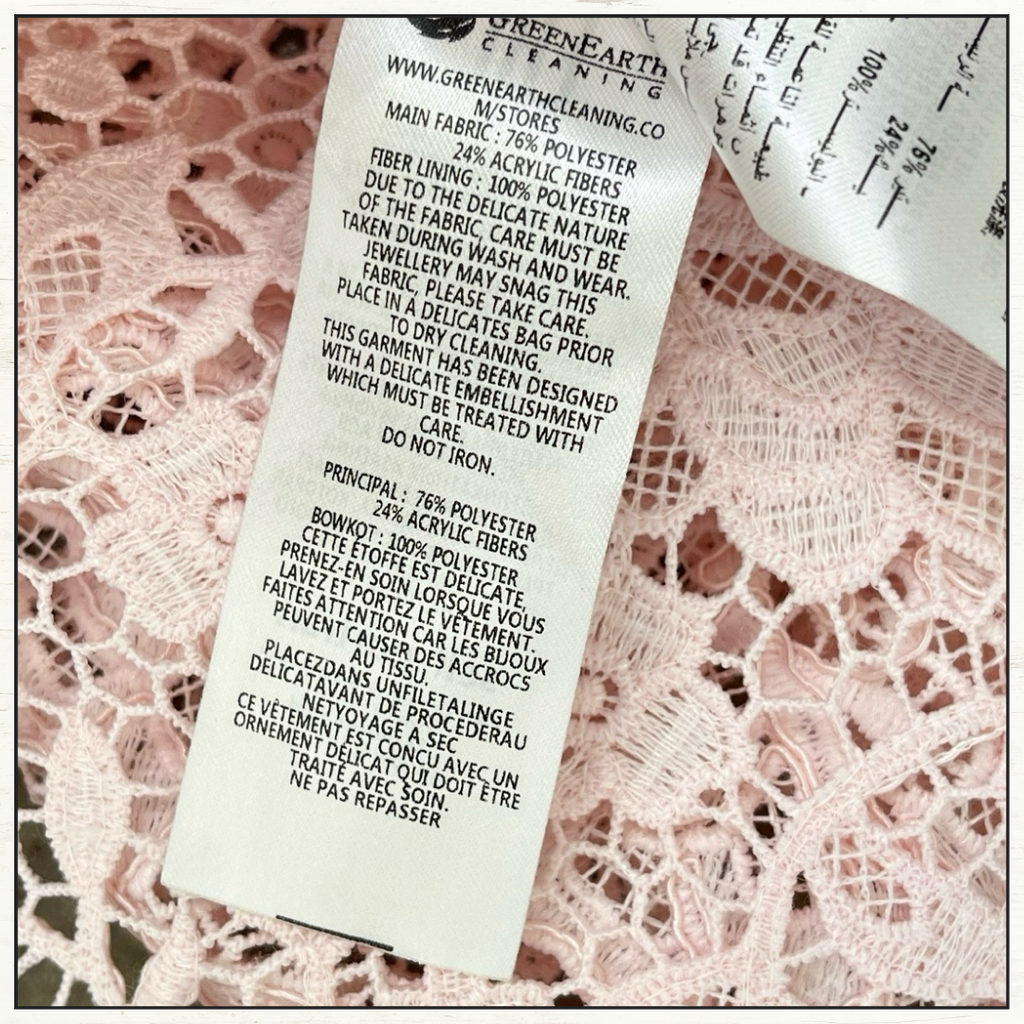 GREENEARTH
CLEANING
WWW.GREENEARTHCLEANING.CO
M/STORES
MAIN FABRIC : 76% POLYESTER
24% ACRYLIC FIBERS
FIBER LINING : 100% POLYESTER
DUE TO THE DELICATE NATURE
OF THE FABRIC, CARE MUST BE
TAKEN DURING WASH AND WEAR.
JEWELLERY MAY SNAG THIS
FABRIC, PLEASE TAKE CARE.
PLACE IN A DELICATES BAG PRIOR
TO DRY CLEANING.
THIS GARMENT HAS BEEN DESIGNED
WITH A DELICATE EMBELLISHMENT
WHICH MUST BE TREATED WITH
CARE.
DO NOT IRON.
PRINCIPAL : 76% POLYESTER
24% ACRYLIC FIBERS
BOWKOT : 100% POLYESTER
CETTE ÉTOFFE EST DÉLICATE,
PRENEZ-EN SOIN LORSQUE VOUS
LAVEZ ET PORTEZ LE VÊTEMENT.
FAITES ATTENTION CAR LES BIJOUX
PEUVENT CAUSER DES ACCROCS
AU TISSU.
PLACEZDANS UNFILETALINGE
DELICATAVANT DE PROCEDERAU
NETYOYAGE A SEC
CE VÊTEMENT EST CONCU AVEC UN
ORNEMENT DÉLICAT QUI DOIT ÊTRE
TRAITÉ AVEC SOIN.
NE PAS REPASSER
76%
24%
100%